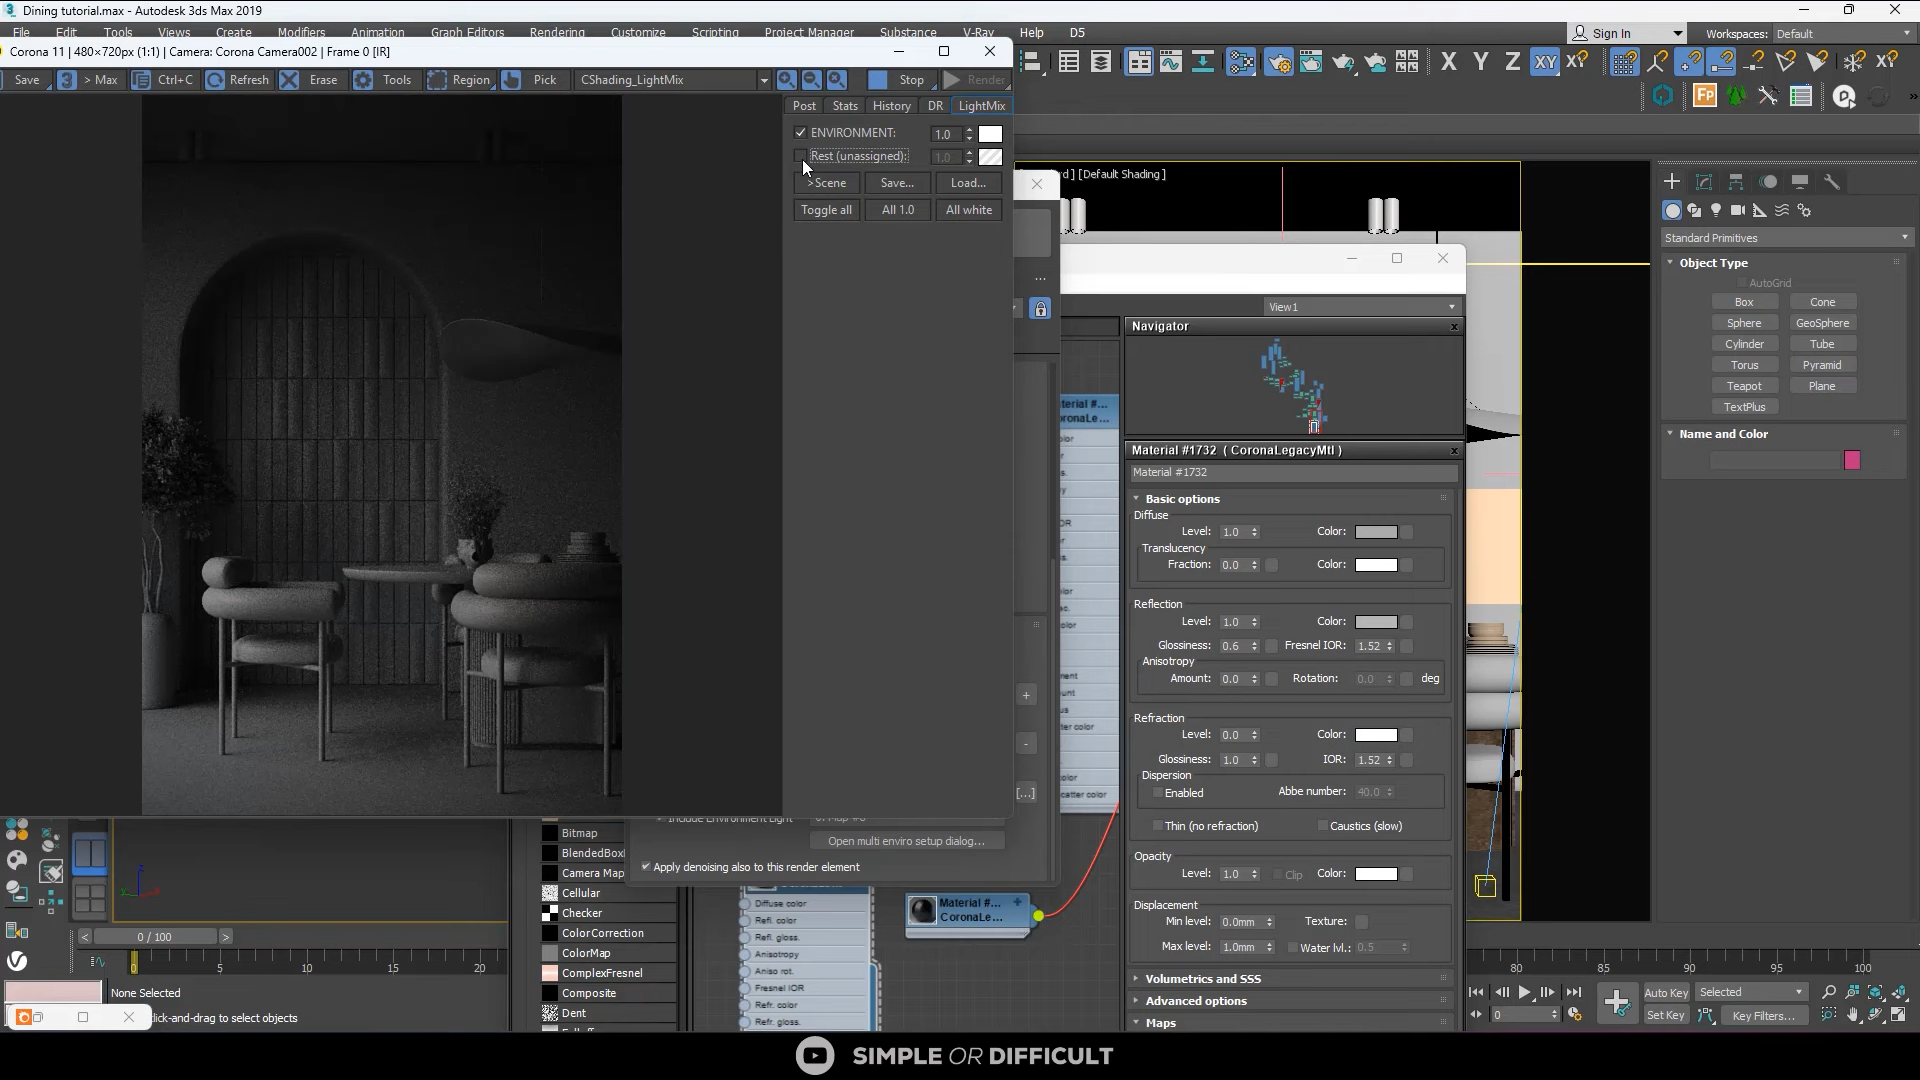 Dining tutorial.max - Autodesk 3ds Max 2019
File Edit Tools Views Create Modifiers Animation Graph Editors Rendering Customize Scripting Project Manager Substance V-Ray Help D5
Sign In Workspaces: Default
Corona 11 | 480×720px (1:1) | Camera: Corona Camera002 | Frame 0 [IR]
Save > Max Ctrl+C Refresh Erase Tools Region Pick CShading_LightMix Stop Render
X Y Z XY
Post Stats History DR LightMix
ENVIRONMENT: 1.0
Rest (unassigned): 1.0
>Scene Save... Load...
Toggle all All 1.0 All white
[Default Shading ]
Standard Primitives
Object Type
AutoGrid
Box Cone
Sphere GeoSphere
Cylinder Tube
Torus Pyramid
Teapot Plane
TextPlus
Name and Color
View1
Navigator
Material #1732 ( CoronaLegacyMtl )
Material #1732
Basic options
Diffuse
Level: 1.0 Color:
Translucency
Fraction: 0.0 Color:
Reflection
Level: 1.0 Color:
Glossiness: 0.6 Fresnel IOR: 1.52
Anisotropy
Amount: 0.0 Rotation: 0.0 deg
Refraction
Level: 0.0 Color:
Glossiness: 1.0 IOR: 1.52
Dispersion
Enabled Abbe number: 40.0
Thin (no refraction) Caustics (slow)
Opacity
Level: 1.0 Clip Color:
Displacement
Min level: 0.0mm Texture:
Max level: 1.0mm Water lvl.: 0.5
Volumetrics and SSS
Advanced options
Maps
Open multi enviro setup dialog...
Apply denoising also to this render element
Bitmap
BlendedBox
Camera Map
Cellular
Checker
ColorCorrection
ColorMap
ComplexFresnel
Composite
Dent
Diffuse color
Refl. color
Refl. gloss.
Anisotropy
Aniso rot.
Fresnel IOR
Refr. color
Refr. gloss.
Material #...
CoronaLe...
0 / 100
5 10 15 20
80 85 90 95 100
None Selected
lick-and-drag to select objects
Auto Key Selected
Set Key Key Filters...
0
SIMPLE OR DIFFICULT